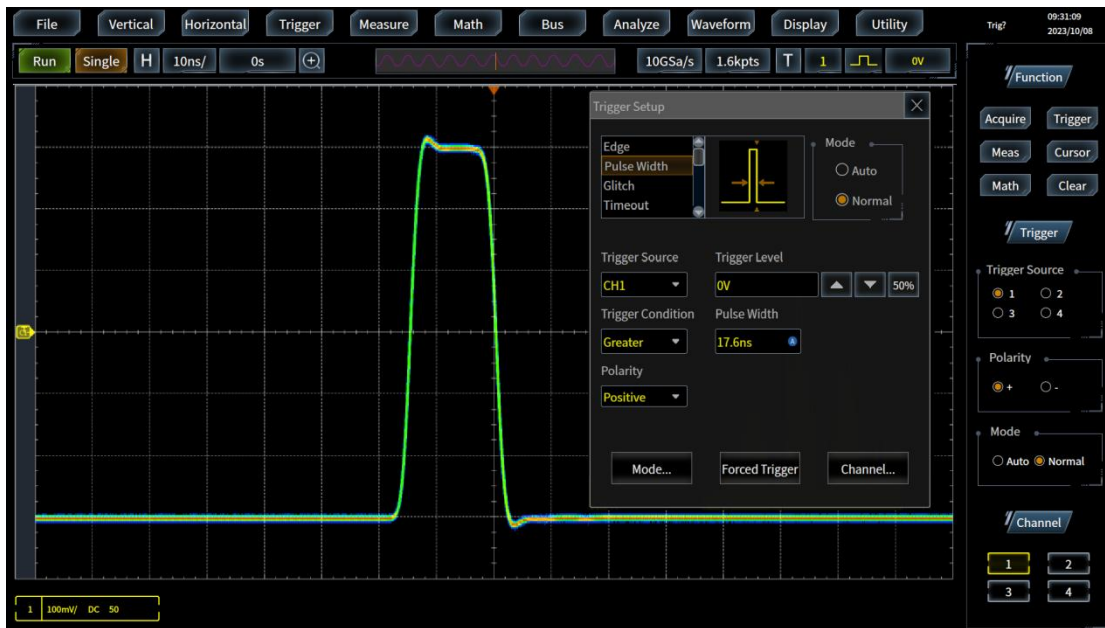 File Vertical Horizontal Trigger Measure Math Bus Analyze Waveform Display Utility Trig? 09:31:09
2023/10/08
Run Single H 10ns/ 0s 10GSa/s 1.6kpts T 1 0V
Function
Acquire Trigger
Meas Cursor
Math Clear
Trigger
Trigger Source
1 2
3 4
Polarity
+ -
Mode
Auto Normal
Channel
1 2
3 4
Trigger Setup
Edge
Pulse Width
Glitch
Timeout
Mode
Auto
Normal
Trigger Source Trigger Level
CH1 0V 50%
Trigger Condition Pulse Width
Greater 17.6ns A
Polarity
Positive
Mode... Forced Trigger Channel...
1 100mV/ DC 50